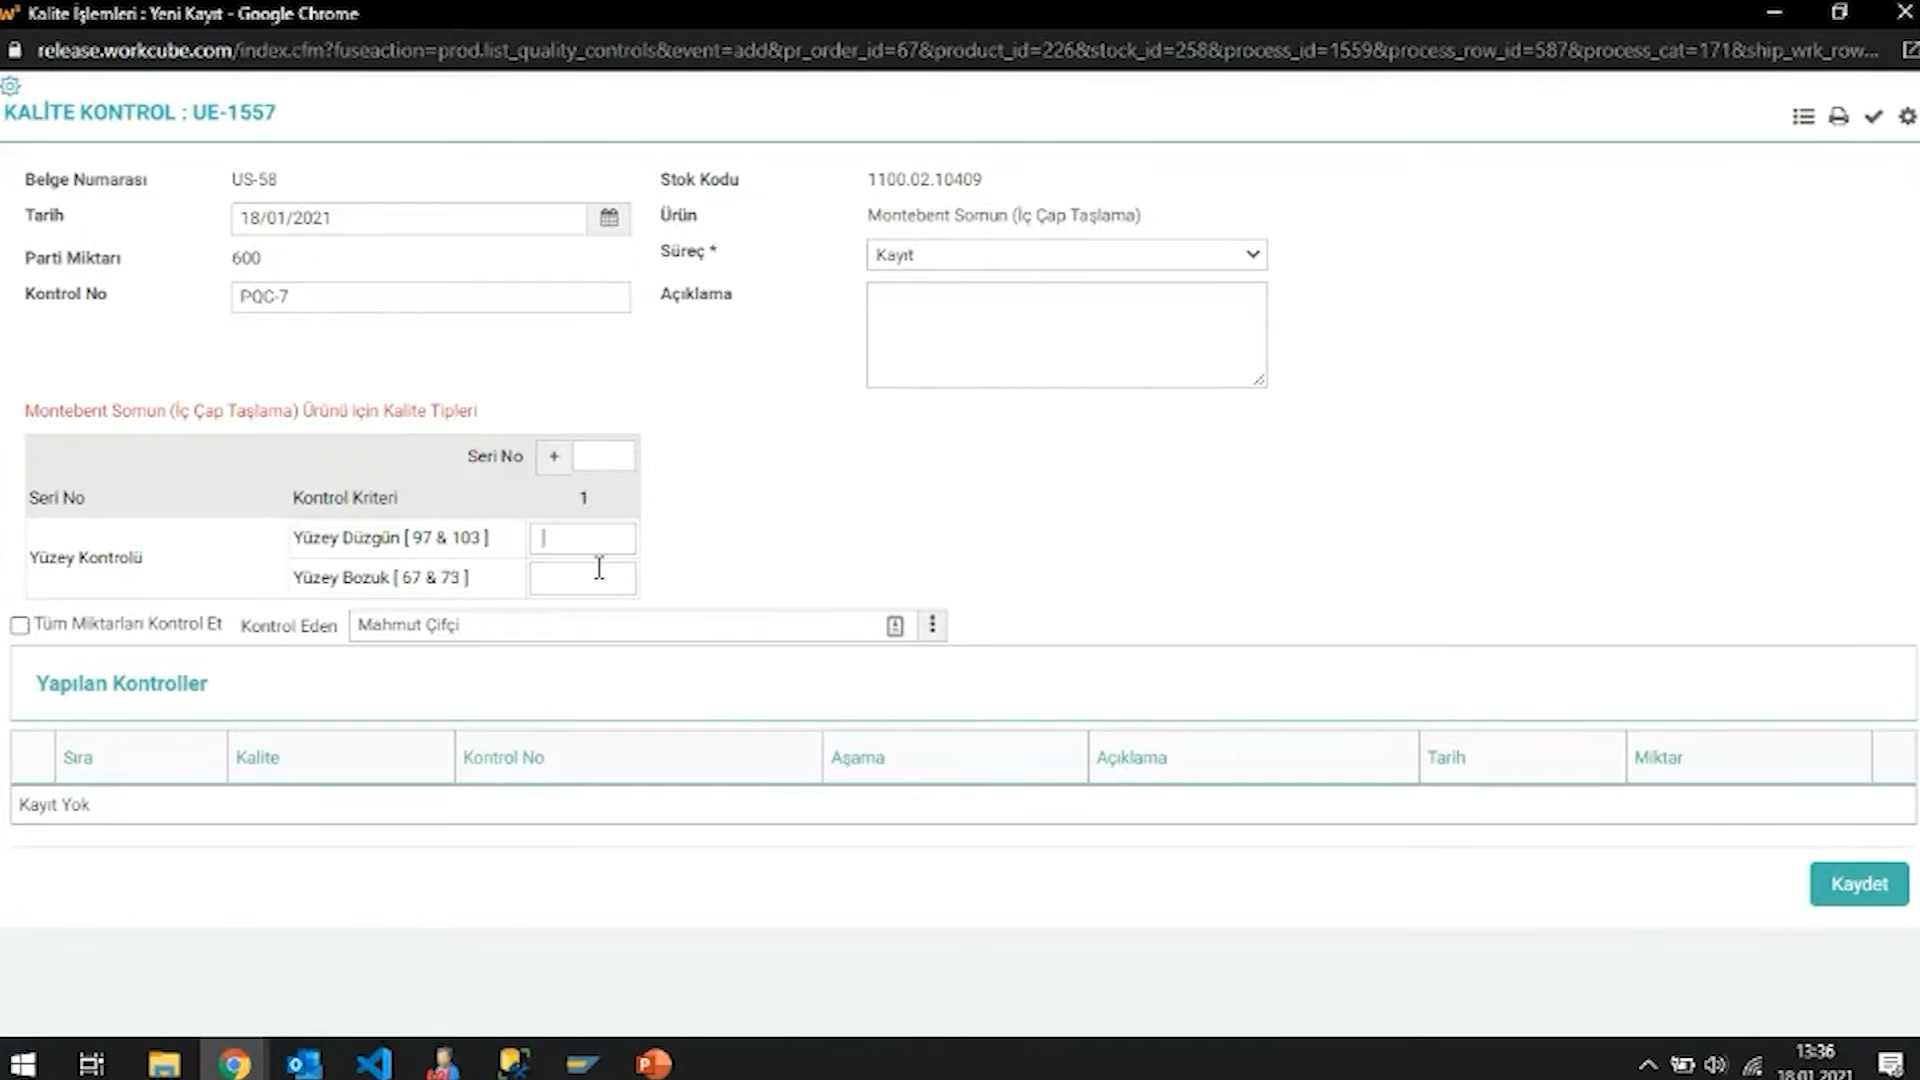 Kalite İşlemleri : Yeni Kayıt - Google Chrome
release.workcube.com/index.cfm?fuseaction=prod.list_quality_controls&event=add&pr_order_id=67&product_id=226&stock_id=258&process_id=1559&process_row_id=587&process_cat=171&ship_wrk_row...
KALİTE KONTROL : UE-1557
Belge Numarası US-58 Stok Kodu 1100.02.10409
Tarih 18/01/2021 Ürün Montebent Somun (İç Çap Taşlama)
Parti Miktarı 600 Süreç * Kayıt
Kontrol No PQC-7 Açıklama
Montebent Somun (İç Çap Taşlama) Ürünü için Kalite Tipleri
Seri No +
Seri No Kontrol Kriteri 1
Yüzey Kontrolü Yüzey Düzgün [ 97 & 103 ]
Yüzey Bozuk [ 67 & 73 ]
Tüm Miktarları Kontrol Et Kontrol Eden Mahmut Çifçi
Yapılan Kontroller
Sıra Kalite Kontrol No Aşama Açıklama Tarih Miktar
Kayıt Yok
Kaydet
13:36
18.01.2021